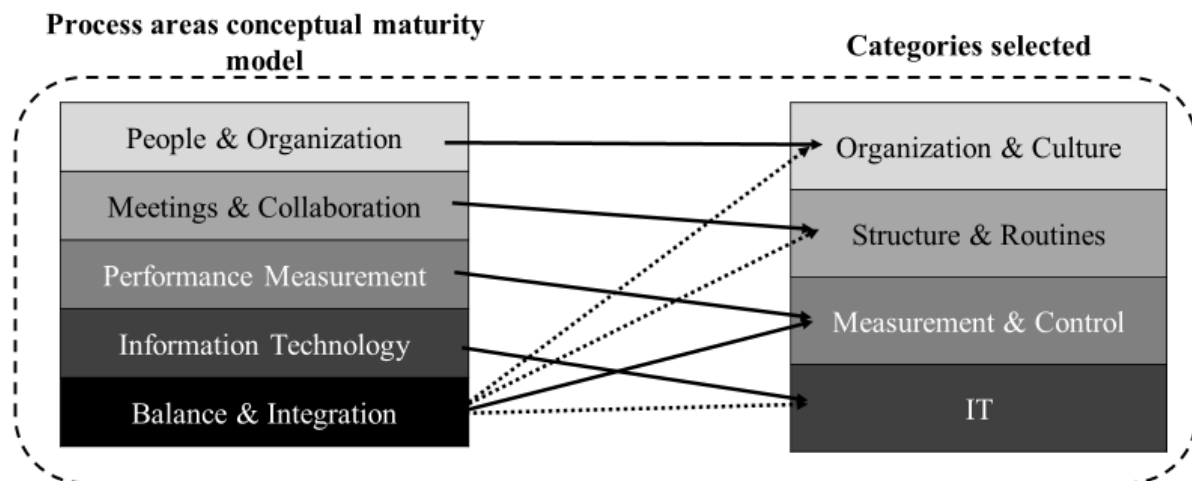 Process areas conceptual maturity
model
Categories selected
People & Organization
Meetings & Collaboration
Performance Measurement
Information Technology
Balance & Integration
Organization & Culture
Structure & Routines
Measurement & Control
IT